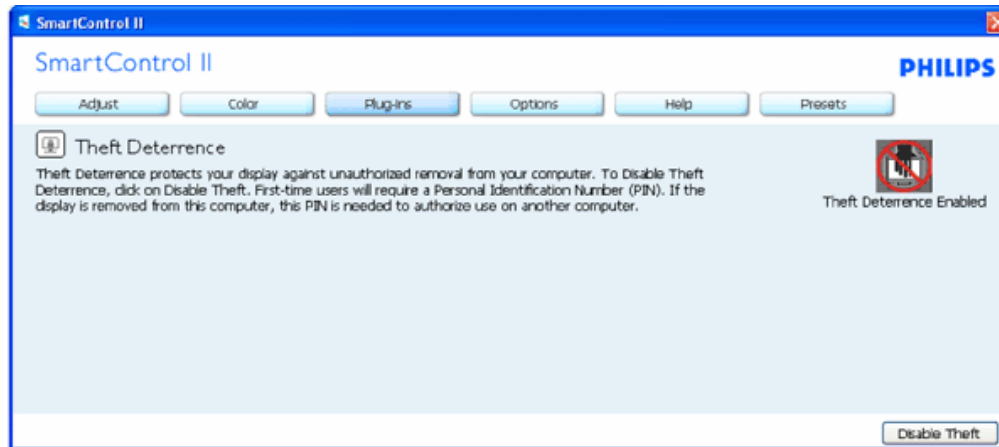 SmartControl II
SmartControl II
PHILIPS
Adjust Color Plug-Ins Options Help Presets
Theft Deterrence
Theft Deterrence protects your display against unauthorized removal from your computer. To Disable Theft
Deterrence, click on Disable Theft. First-time users will require a Personal Identification Number (PIN). If the
display is removed from this computer, this PIN is needed to authorize use on another computer.
Theft Deterrence Enabled
Disable Theft